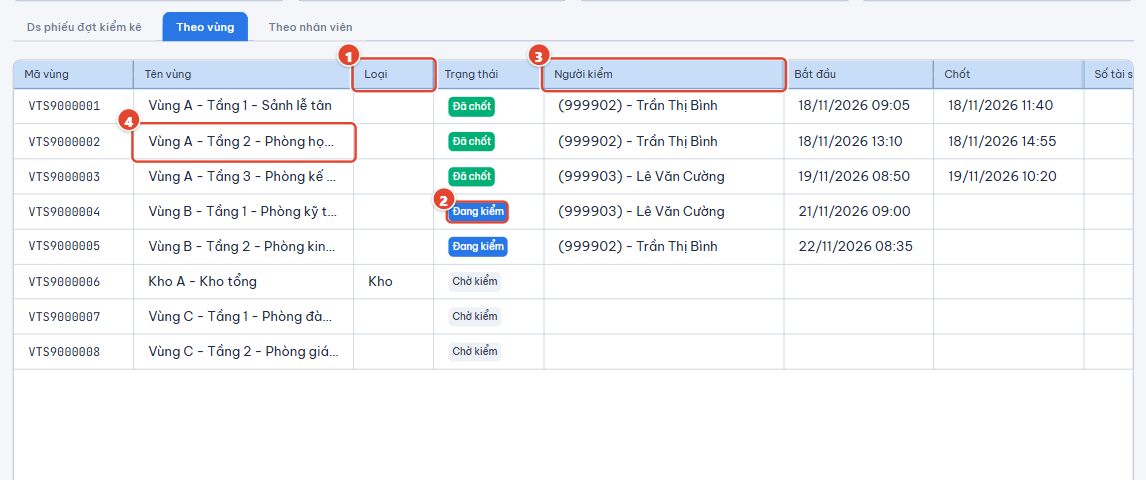 Ds phiếu đợt kiểm kê Theo vùng Theo nhân viên
1 3
Mã vùng Tên vùng Loại Trạng thái Người kiểm Bắt đầu Chốt Số tài s
VTS9000001 Vùng A - Tầng 1 - Sảnh lễ tân Đã chốt (999902) - Trần Thị Bình 18/11/2026 09:05 18/11/2026 11:40
4
VTS9000002 Vùng A - Tầng 2 - Phòng họ... Đã chốt (999902) - Trần Thị Bình 18/11/2026 13:10 18/11/2026 14:55
VTS9000003 Vùng A - Tầng 3 - Phòng kế ... Đã chốt (999903) - Lê Văn Cường 19/11/2026 08:50 19/11/2026 10:20
2
VTS9000004 Vùng B - Tầng 1 - Phòng kỹ t... Đang kiểm (999903) - Lê Văn Cường 21/11/2026 09:00
VTS9000005 Vùng B - Tầng 2 - Phòng kin... Đang kiểm (999902) - Trần Thị Bình 22/11/2026 08:35
VTS9000006 Kho A - Kho tổng Kho Chờ kiểm
VTS9000007 Vùng C - Tầng 1 - Phòng đà... Chờ kiểm
VTS9000008 Vùng C - Tầng 2 - Phòng giá... Chờ kiểm